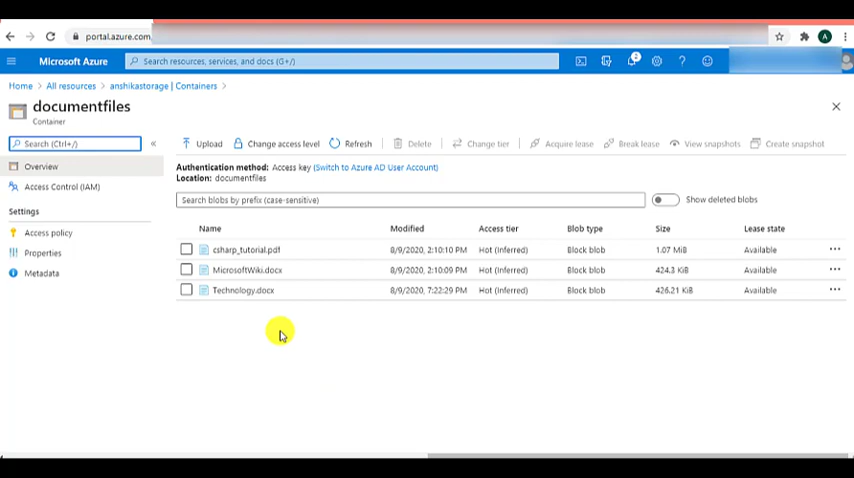 portal.azure.com
A
Microsoft Azure
Search resources, services, and docs (G+/)
2
Home > All resources > anshikastorage | Containers >
documentfiles
Container
Search (Ctrl+/)
Upload Change access level Refresh Delete Change tier Acquire lease Break lease View snapshots Create snapshot
Overview
Access Control (IAM)
Settings
Access policy
Properties
Metadata
Authentication method: Access key (Switch to Azure AD User Account)
Location: documentfiles
Search blobs by prefix (case-sensitive)
Show deleted blobs
Name Modified Access tier Blob type Size Lease state
csharp_tutorial.pdf 8/9/2020, 2:10:10 PM Hot (Inferred) Block blob 1.07 MiB Available
MicrosoftWiki.docx 8/9/2020, 2:10:09 PM Hot (Inferred) Block blob 424.3 KiB Available
Technology.docx 8/9/2020, 7:22:29 PM Hot (Inferred) Block blob 426.21 KiB Available